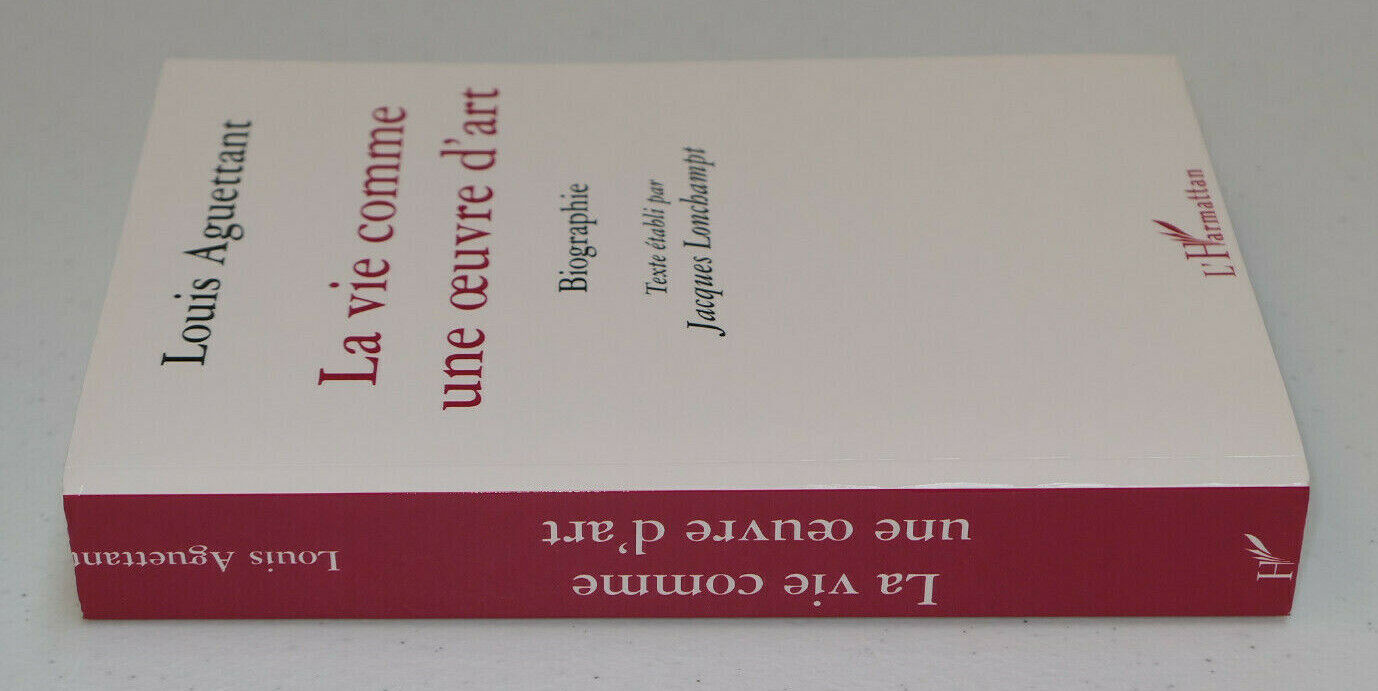 Louis Aguettant
La vie comme
une œuvre d'art
Biographie
Texte établi par
Jacques Lonchampt
L'Harmattan
Louis Aguettant
La vie comme
une œuvre d'art
H